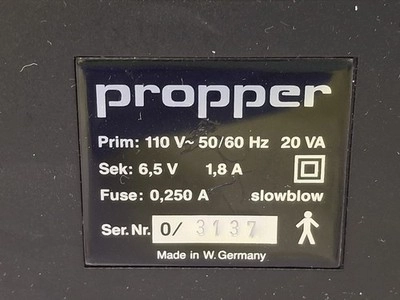 propper
Prim: 110 V~ 50/60 Hz 20 VA
Sek: 6,5 V 1,8 A
Fuse: 0,250 A slowblow
Ser.Nr. 0/ 3137
Made in W.Germany